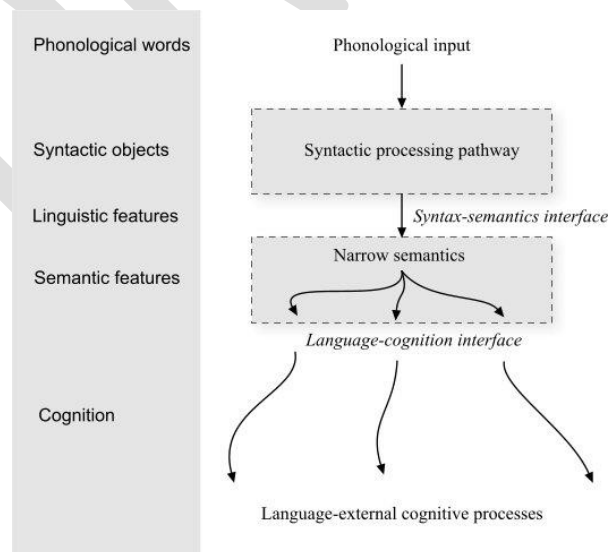 Phonological words
Phonological input
Syntactic objects
Syntactic processing pathway
Linguistic features
Syntax-semantics interface
Narrow semantics
Semantic features
Language-cognition interface
Cognition
Language-external cognitive processes